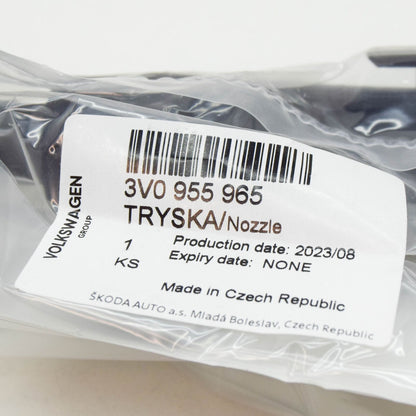 VOLKSWAGEN
GROUP
3V0 955 965
TRYSKA/Nozzle
1
KS
Production date: 2023/08
Expiry date: NONE
Made in Czech Republic
ŠKODA AUTO a.s. Mladá Boleslav, Czech Republic